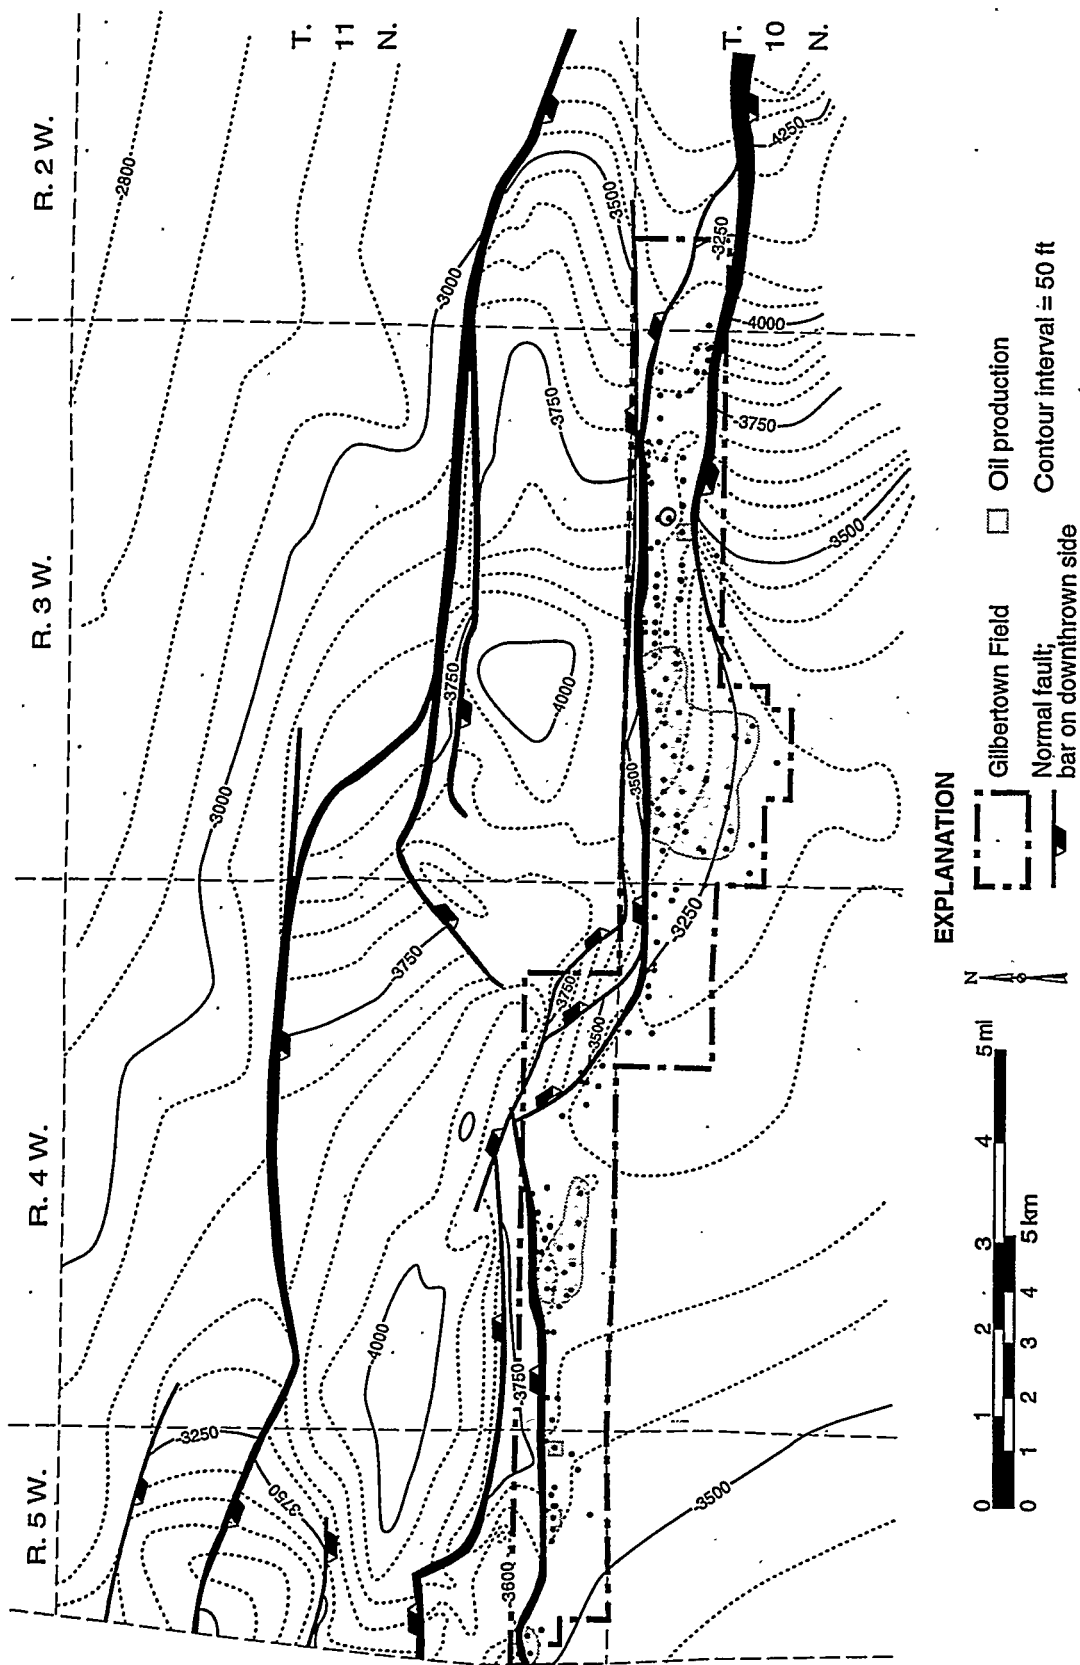 R. 5 W.
R. 4 W.
R. 3 W.
R. 2 W.
T.
11
N.
T.
10
N.
-2800
-3000
-3000
-3250
-3750
-3750
-3750
-3750
-3500
-4000
-4000
-3750
-3600
-3750
-3500
-3500
-3250
-3250
-4250
-4000
-3750
-3500
-3500
EXPLANATION
Gilbertown Field
Oil production
Normal fault;
bar on downthrown side
Contour interval = 50 ft
N
0 1 2 3 4 5 mi
0 1 2 3 4 5 km